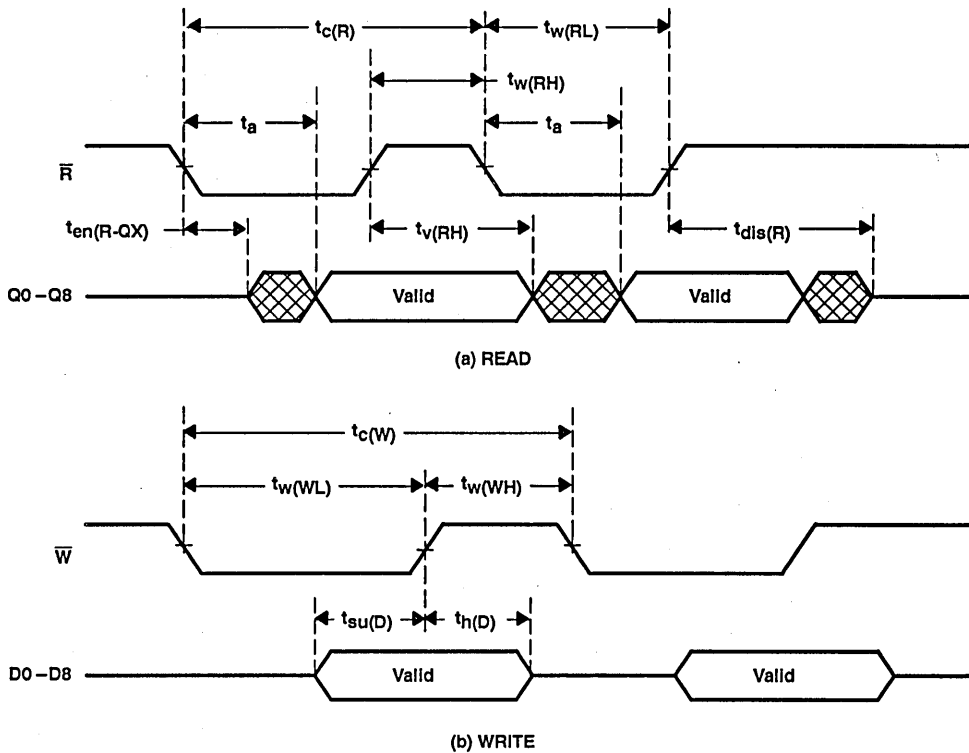 tc(R)
tw(RL)
tw(RH)
ta
ta
R
ten(R-QX)
tv(RH)
tdis(R)
Q0–Q8
Valid
Valid
(a) READ
tc(W)
tw(WL)
tw(WH)
W
tsu(D)
th(D)
D0–D8
Valid
Valid
(b) WRITE